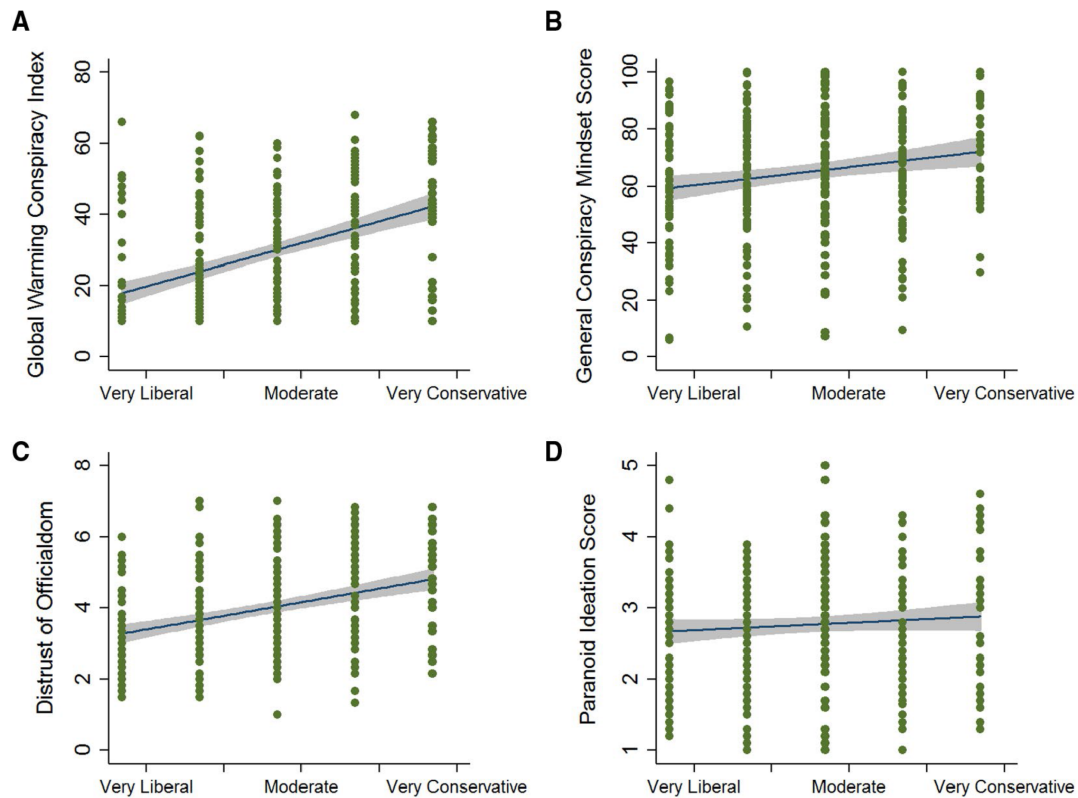 A
Global Warming Conspiracy Index
80
60
40
20
0
Very Liberal Moderate Very Conservative
B
General Conspiracy Mindset Score
100
80
60
40
20
0
Very Liberal Moderate Very Conservative
C
Distrust of Officialdom
8
6
4
2
0
Very Liberal Moderate Very Conservative
D
Paranoid Ideation Score
5
4
3
2
1
Very Liberal Moderate Very Conservative